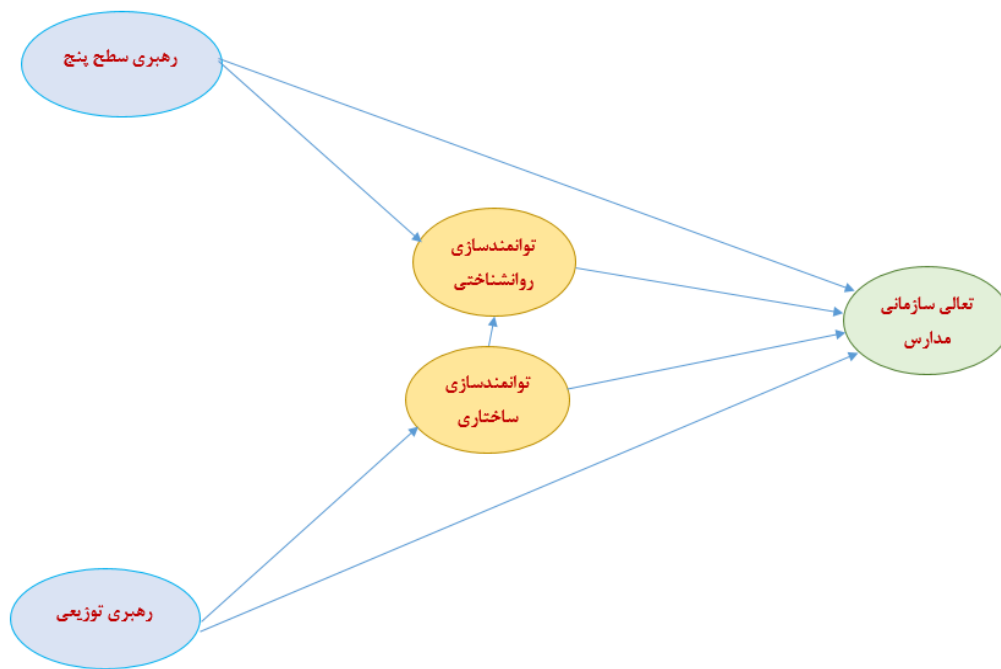 رهبری سطح پنج
توانمندسازی
روانشناختی
تعالی سازمانی
مدارس
توانمندسازی
ساختاری
رهبری توزیعی